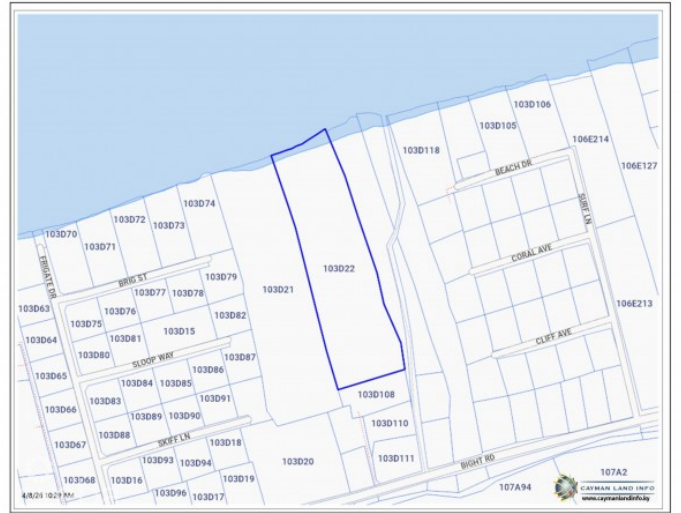 103D106
103D105
106E214
103D118
106E127
BEACH DR
SURF LN
103D74
103D72
103D73
103D70
103D71
FRIGATE DR
CORAL AVE
103D22
BRIG ST
103D79
103D77
103D78
103D21
106E213
103D63
103D76
103D75
103D15
103D82
CLIFF AVE
103D64
103D81
103D80
SLOOP WAY
103D87
103D65
103D86
103D84
103D85
103D83
103D91
103D108
103D66
103D89
103D90
103D110
103D88
SKIFF LN
103D18
103D67
103D93
103D94
103D20
103D111
BIGHT RD
103D68
103D16
103D19
107A2
103D96
103D17
107A94
CAYMAN LAND INFO
www.caymanlandinfo.ky